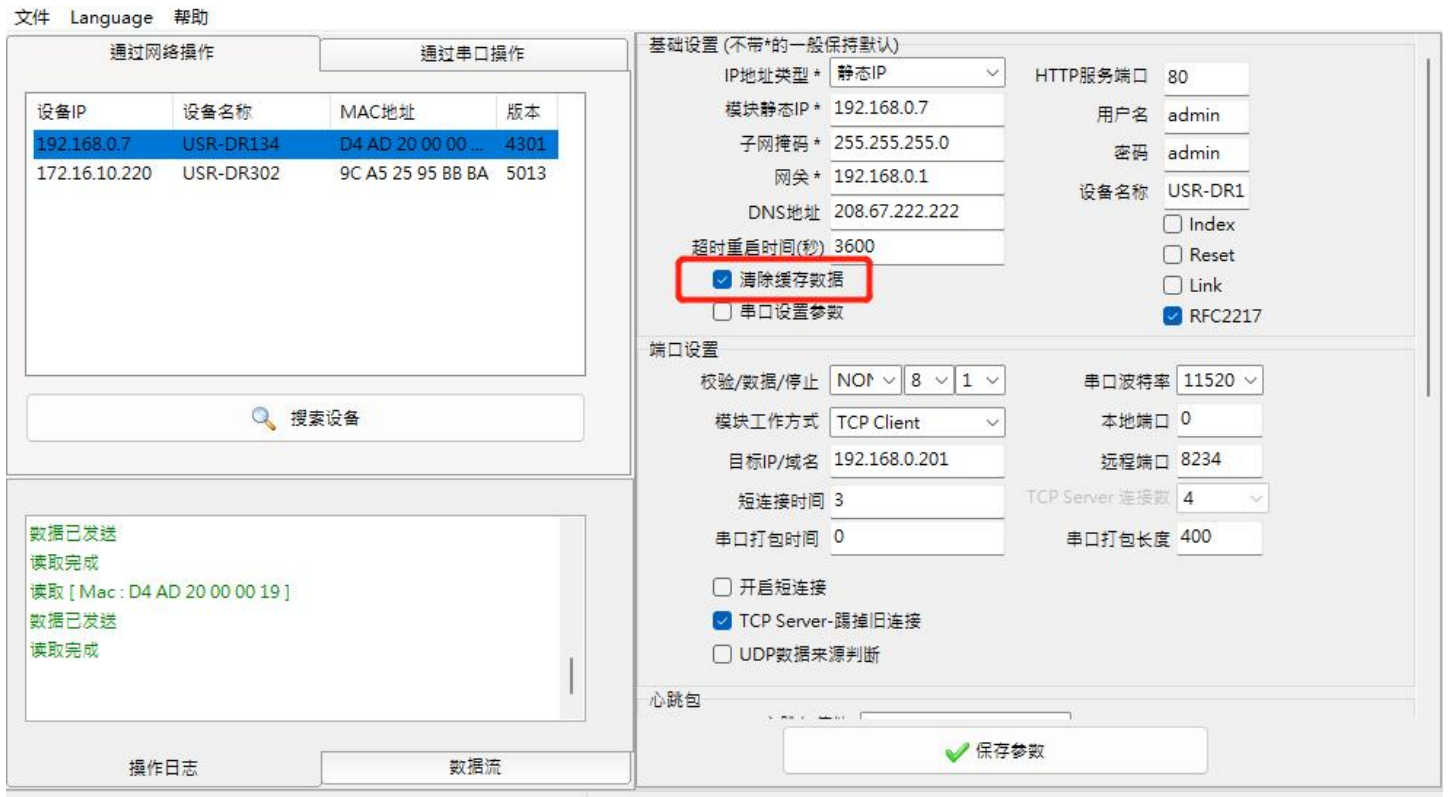 文件 Language 帮助
通过网络操作 通过串口操作
设备IP 设备名称 MAC地址 版本
192.168.0.7 USR-DR134 D4 AD 20 00 00 ... 4301
172.16.10.220 USR-DR302 9C A5 25 95 BB BA 5013
搜索设备
数据已发送
读取完成
读取 [ Mac : D4 AD 20 00 00 19 ]
数据已发送
读取完成
操作日志 数据流
基础设置 (不带*的一般保持默认)
IP地址类型 * 静态IP HTTP服务端口 80
模块静态IP * 192.168.0.7 用户名 admin
子网掩码 * 255.255.255.0 密码 admin
网关 * 192.168.0.1 设备名称 USR-DR1
DNS地址 208.67.222.222 Index
超时重启时间(秒) 3600 Reset
清除缓存数据 Link
串口设置参数 RFC2217
端口设置
校验/数据/停止 8 1 串口波特率 11520
模块工作方式 TCP Client 本地端口 0
目标IP/域名 192.168.0.201 远程端口 8234
短连接时间 3 TCP Server 连接数 4
串口打包时间 0 串口打包长度 400
开启短连接
TCP Server-踢掉旧连接
UDP数据来源判断
心跳包
保存参数